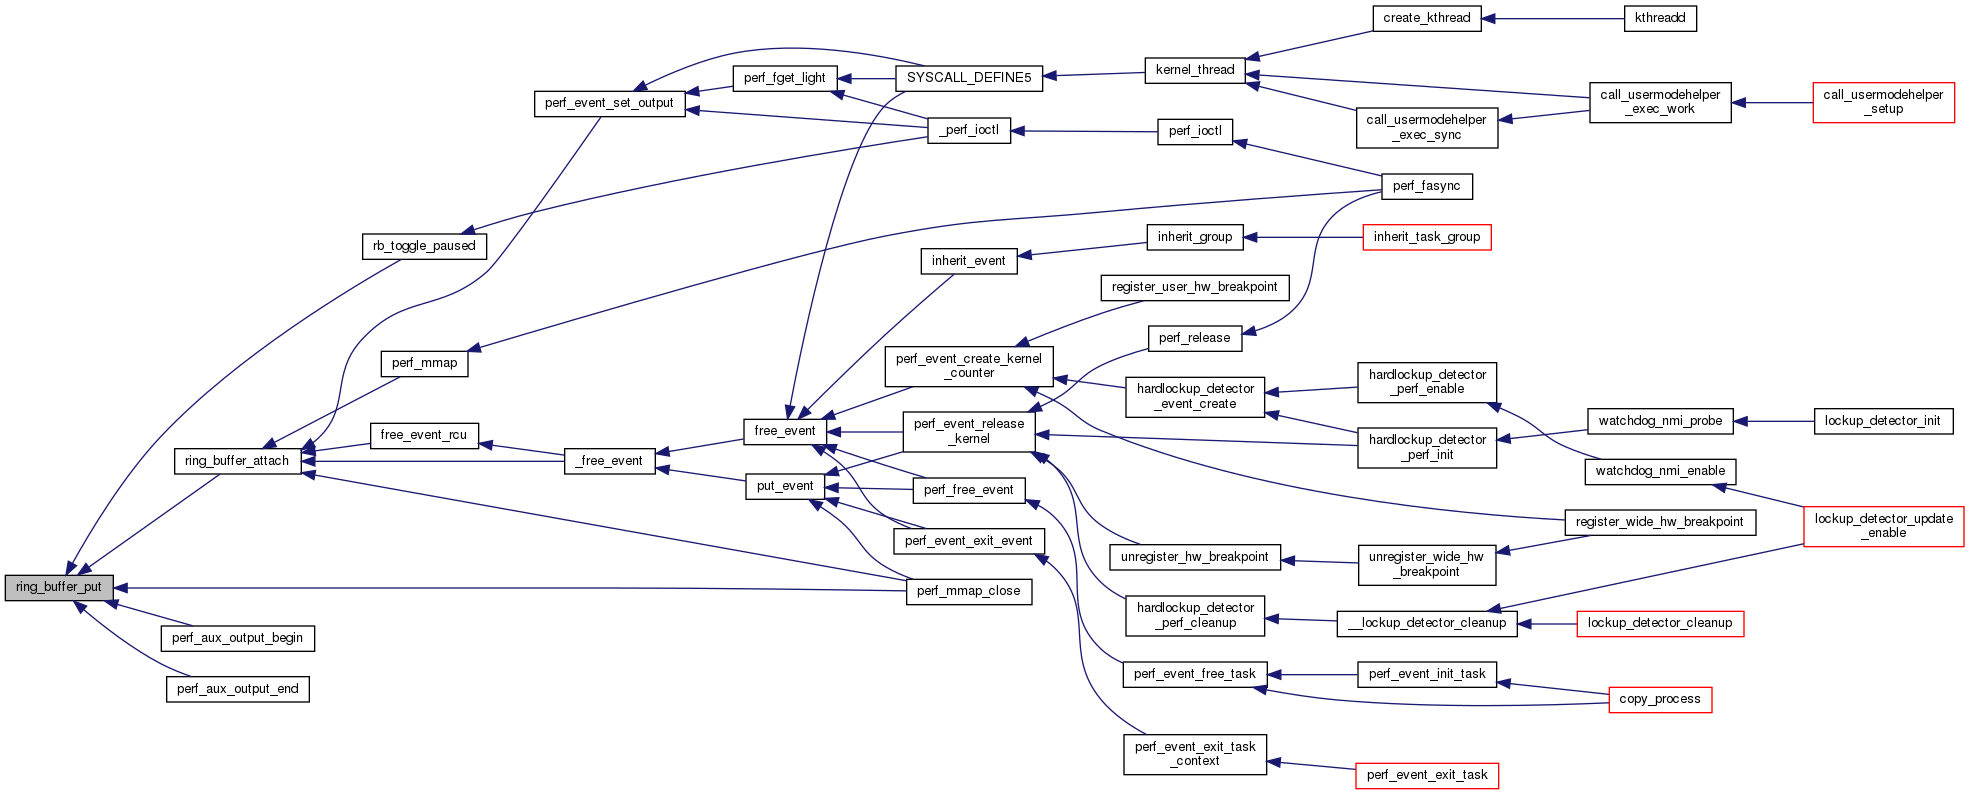 create_kthread
kthreadd
perf_fget_light
SYSCALL_DEFINE5
kernel_thread
perf_event_set_output
call_usermodehelper
_exec_work
call_usermodehelper
_setup
call_usermodehelper
_exec_sync
_perf_ioctl
perf_ioctl
perf_fasync
rb_toggle_paused
inherit_event
inherit_group
inherit_task_group
register_user_hw_breakpoint
perf_release
perf_mmap
perf_event_create_kernel
_counter
hardlockup_detector
_event_create
hardlockup_detector
_perf_enable
free_event_rcu
free_event
perf_event_release
_kernel
hardlockup_detector
_perf_init
watchdog_nmi_probe
lockup_detector_init
ring_buffer_attach
_free_event
put_event
perf_free_event
watchdog_nmi_enable
register_wide_hw_breakpoint
lockup_detector_update
_enable
perf_event_exit_event
unregister_hw_breakpoint
unregister_wide_hw
_breakpoint
ring_buffer_put
perf_mmap_close
hardlockup_detector
_perf_cleanup
__lockup_detector_cleanup
lockup_detector_cleanup
perf_aux_output_begin
perf_aux_output_end
perf_event_free_task
perf_event_init_task
copy_process
perf_event_exit_task
_context
perf_event_exit_task